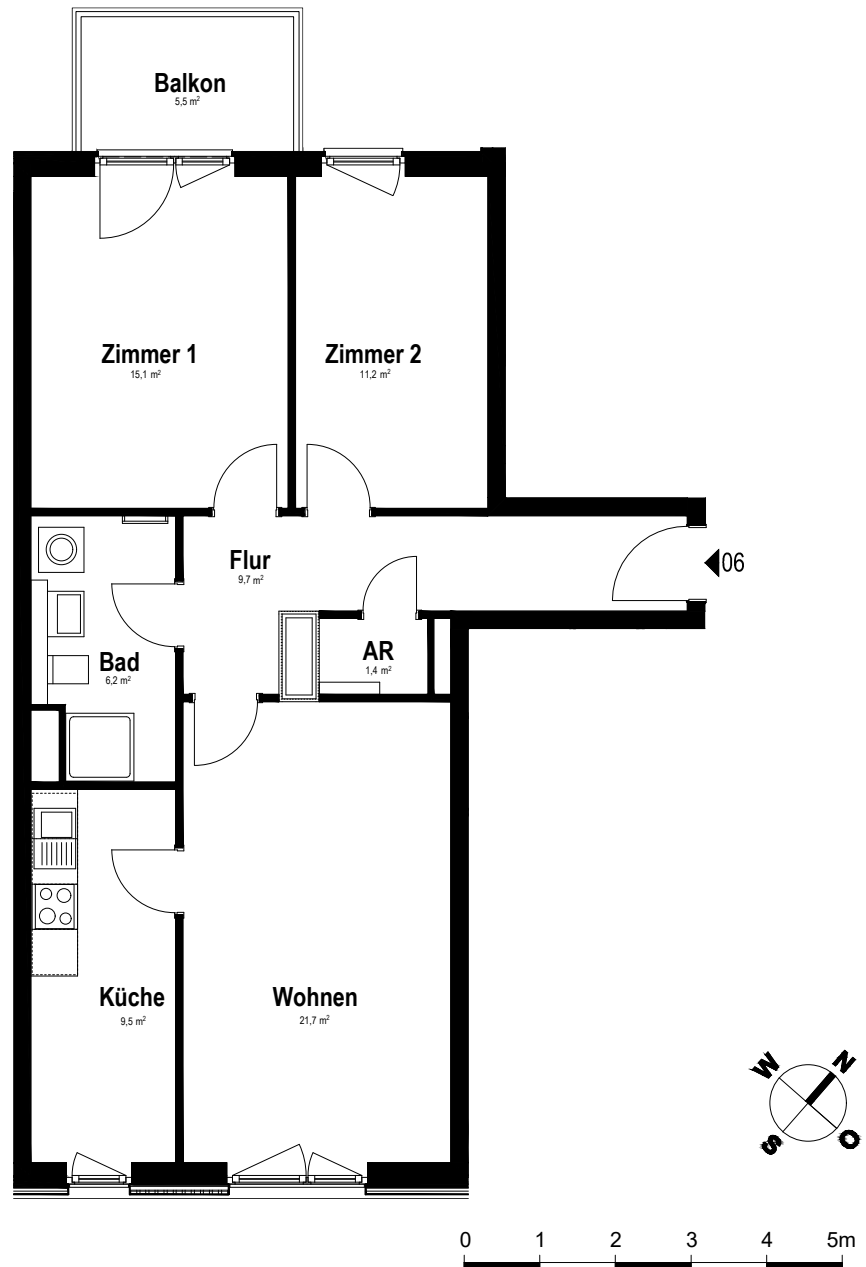 Balkon
5,5 m²
Zimmer 1
15,1 m²
Zimmer 2
11,2 m²
Flur
9,7 m²
06
AR
1,4 m²
Bad
6,2 m²
Küche
9,5 m²
Wohnen
21,7 m²
W N
S O
0 1 2 3 4 5m